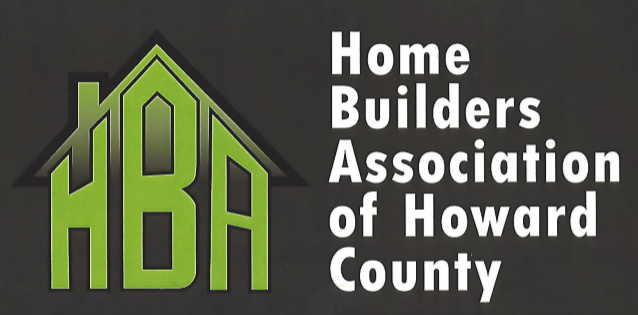 HBA
Home
Builders
Association
of Howard
County